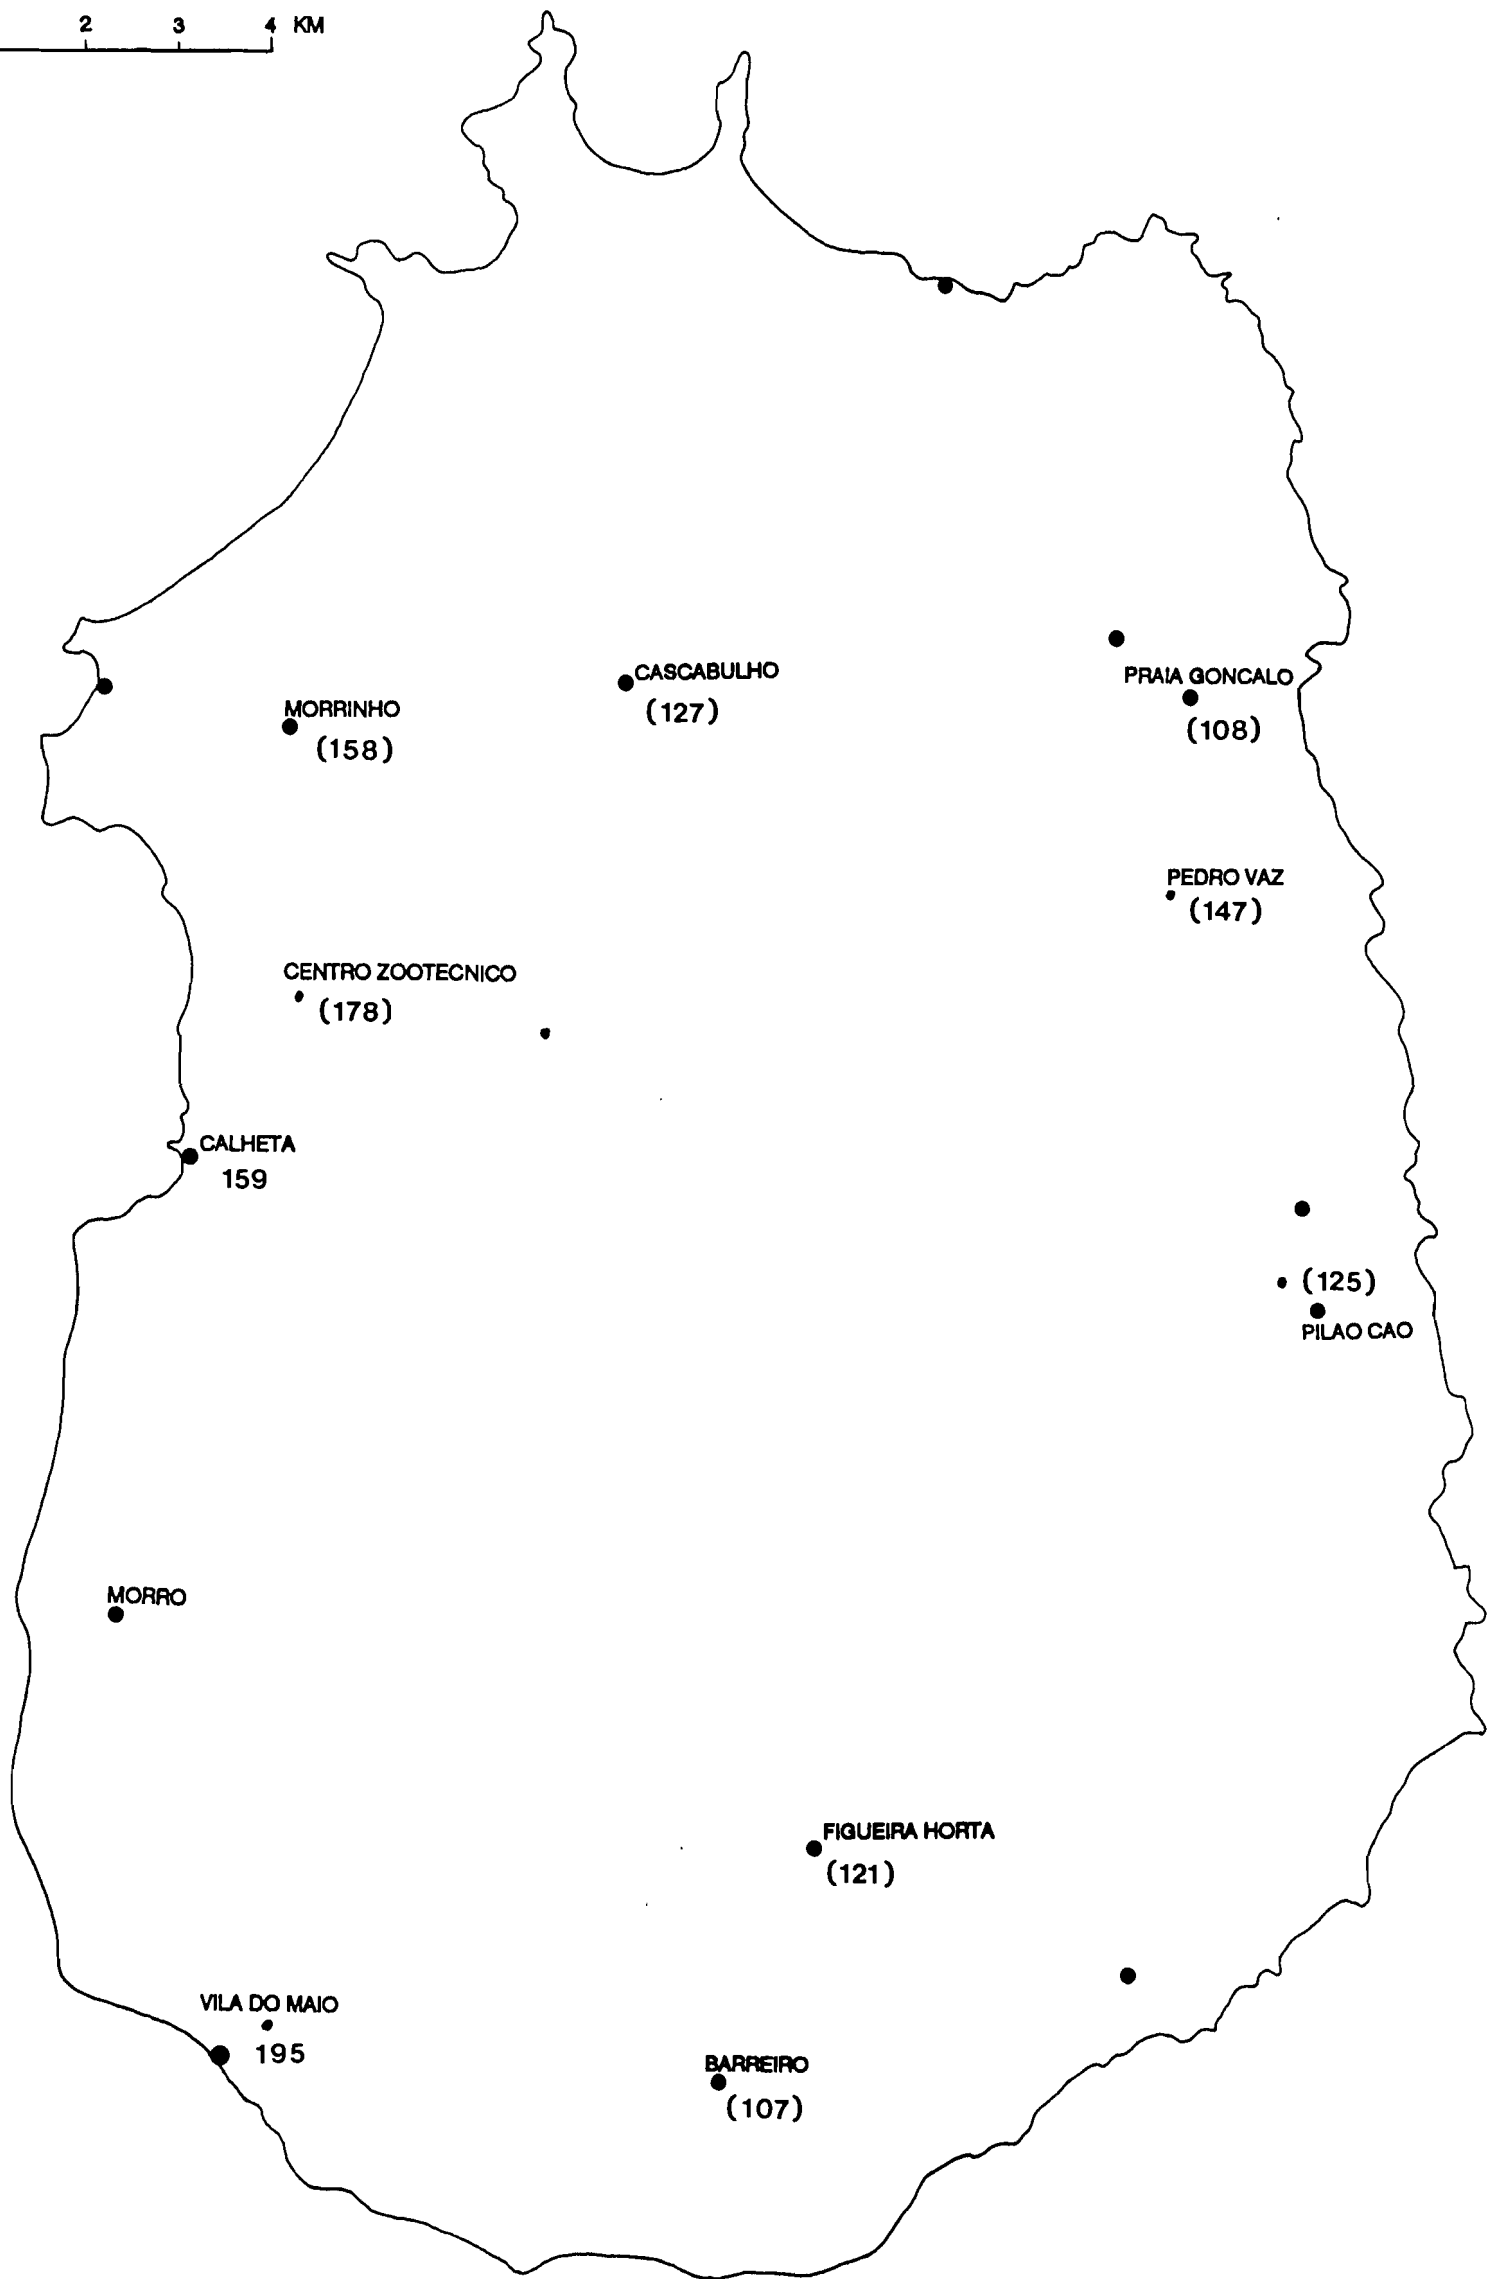 2 3 4 KM
CASCABULHO
(127)
PRAIA GONCALO
(108)
MORRINHO
(158)
PEDRO VAZ
(147)
CENTRO ZOOTECNICO
(178)
CALHETA
159
(125)
PILAO CAO
MORRO
FIGUEIRA HORTA
(121)
VILA DO MAIO
195
BARREIRO
(107)